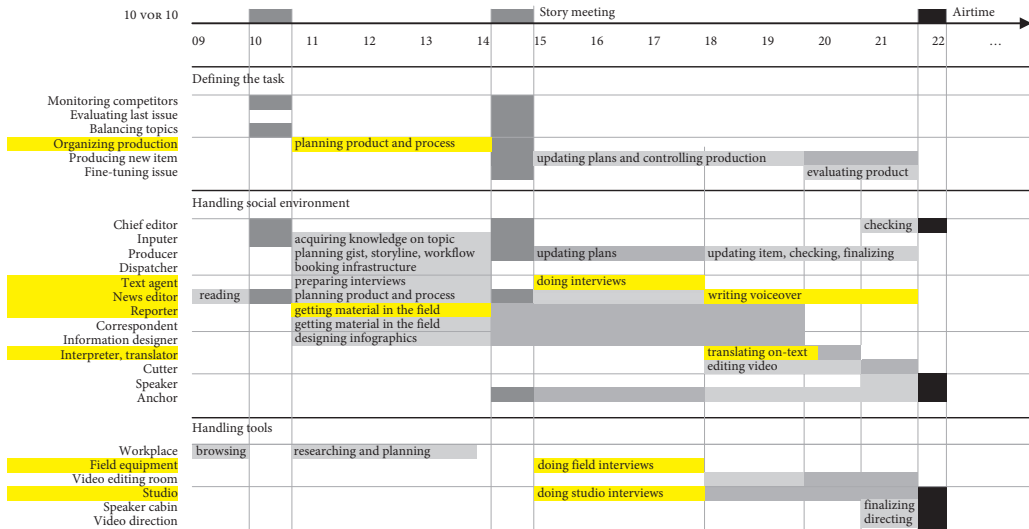 10 VOR 10 Story meeting Airtime
09 10 11 12 13 14 15 16 17 18 19 20 21 22 …
Defining the task
Monitoring competitors
Evaluating last issue
Balancing topics
Organizing production planning product and process
Producing new item updating plans and controlling production
Fine-tuning issue evaluating product
Handling social environment
Chief editor checking
Inputer acquiring knowledge on topic
Producer planning gist, storyline, workflow updating plans updating item, checking, finalizing
Dispatcher booking infrastructure
Text agent preparing interviews doing interviews
News editor reading planning product and process writing voiceover
Reporter getting material in the field
Correspondent getting material in the field
Information designer designing infographics
Interpreter, translator translating on-text
Cutter editing video
Speaker
Anchor
Handling tools
Workplace browsing researching and planning
Field equipment doing field interviews
Video editing room
Studio doing studio interviews
Speaker cabin finalizing
Video direction directing